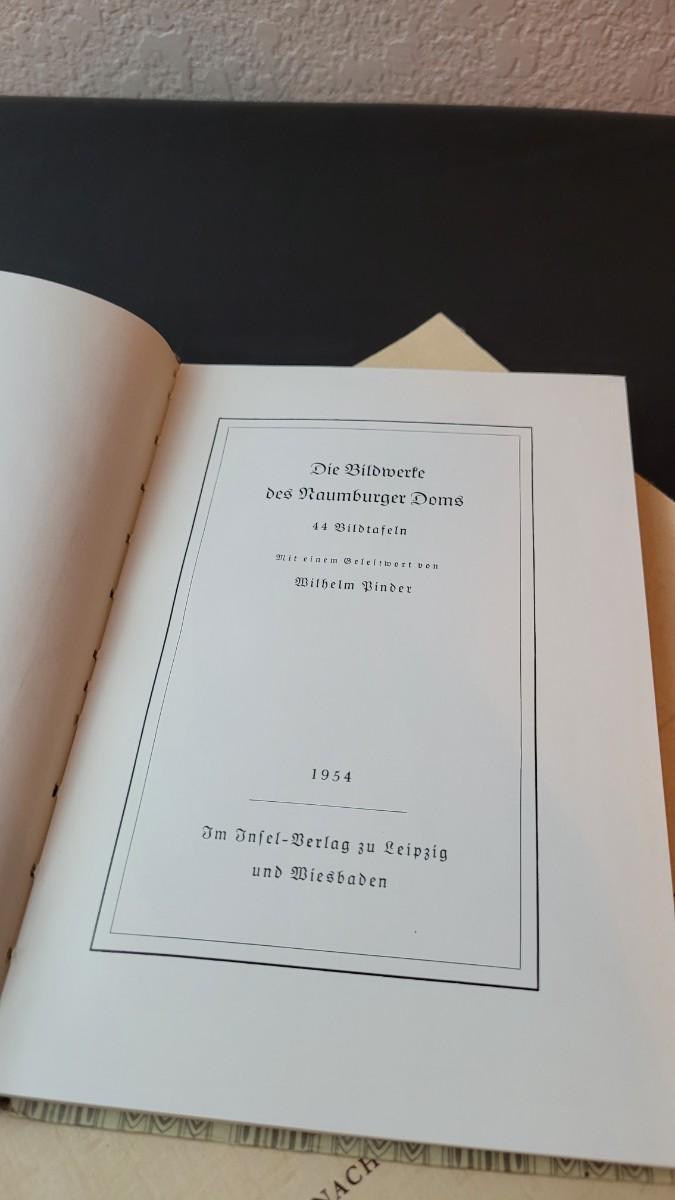 Die Bildwerke
des Naumburger Doms
44 Bildtafeln
Mit einem Geleitwort von
Wilhelm Pinder
1954
Im Insel-Verlag zu Leipzig
und Wiesbaden
NACH